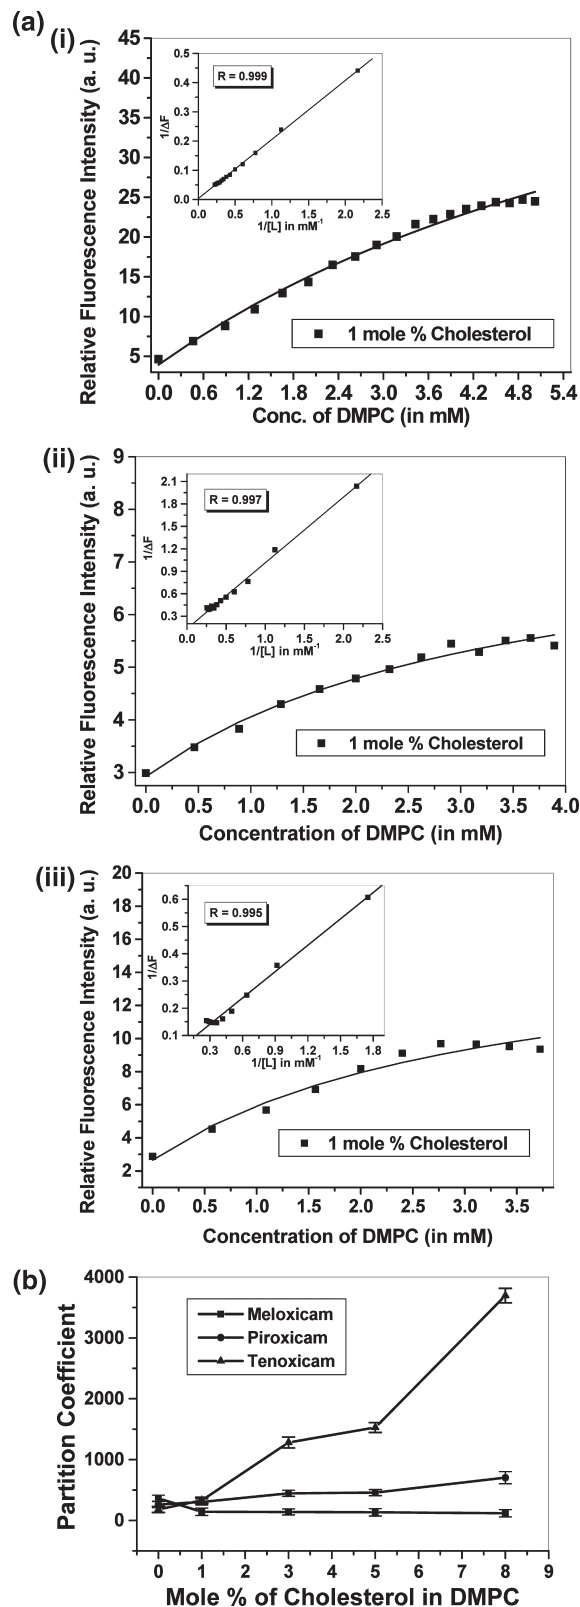 (a)
(i)
Relative Fluorescence Intensity (a. u.)
45
40
35
30
25
20
15
10
5
0.0 0.6 1.2 1.8 2.4 3.0 3.6 4.2 4.8 5.4
Conc. of DMPC (in mM)
1 mole % Cholesterol
R = 0.999
1/ΔF
0.5
0.4
0.3
0.2
0.1
0.0
0.0 0.5 1.0 1.5 2.0 2.5
1/[L] in mM⁻¹
(ii)
Relative Fluorescence Intensity (a. u.)
9
8
7
6
5
4
3
0.0 0.5 1.0 1.5 2.0 2.5 3.0 3.5 4.0
Concentration of DMPC (in mM)
1 mole % Cholesterol
R = 0.997
1/ΔF
2.1
1.8
1.5
1.2
0.9
0.6
0.3
0.0 0.5 1.0 1.5 2.0 2.5
1/[L] in mM⁻¹
(iii)
Relative Fluorescence Intensity (a. u.)
20
18
16
14
12
10
8
6
4
2
0.0 0.5 1.0 1.5 2.0 2.5 3.0 3.5
Concentration of DMPC (in mM)
1 mole % Cholesterol
R = 0.995
1/ΔF
0.6
0.5
0.4
0.3
0.2
0.1
0.3 0.6 0.9 1.2 1.5 1.8
1/[L] in mM⁻¹
(b)
Partition Coefficient
4000
3000
2000
1000
0
Meloxicam
Piroxicam
Tenoxicam
0 1 2 3 4 5 6 7 8 9
Mole % of Cholesterol in DMPC